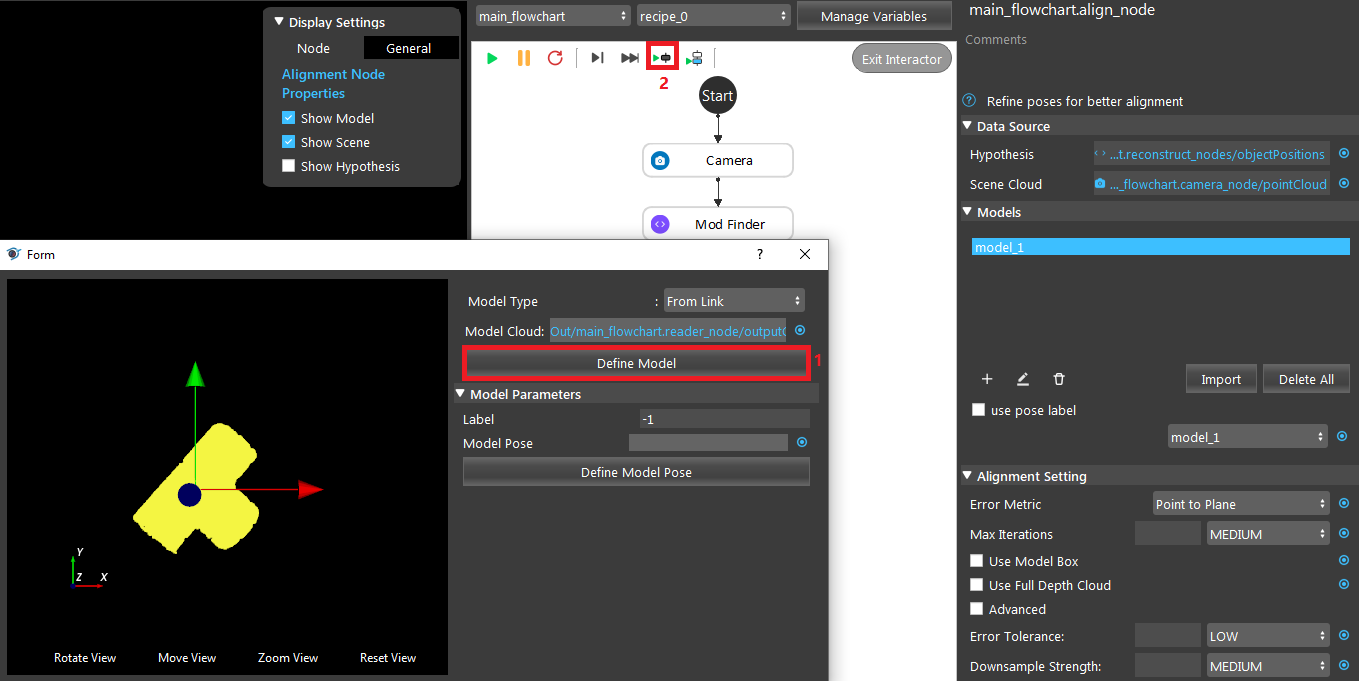 Display Settings
Node
General
Alignment Node
Properties
Show Model
Show Scene
Show Hypothesis
main_flowchart
recipe_0
Manage Variables
2
Exit Interactor
Start
Camera
Mod Finder
main_flowchart.align_node
Comments
? Refine poses for better alignment
Data Source
Hypothesis
...t.reconstruct_nodes/objectPositions
Scene Cloud
..._flowchart.camera_node/pointCloud
Models
model_1
Import
Delete All
use pose label
model_1
Alignment Setting
Error Metric
Point to Plane
Max Iterations
MEDIUM
Use Model Box
Use Full Depth Cloud
Advanced
Error Tolerance:
LOW
Downsample Strength:
MEDIUM
Form
?
Model Type
:
From Link
Model Cloud:
Out/main_flowchart.reader_node/output
Define Model
1
Model Parameters
Label
-1
Model Pose
Define Model Pose
Y
Z
X
Rotate View
Move View
Zoom View
Reset View